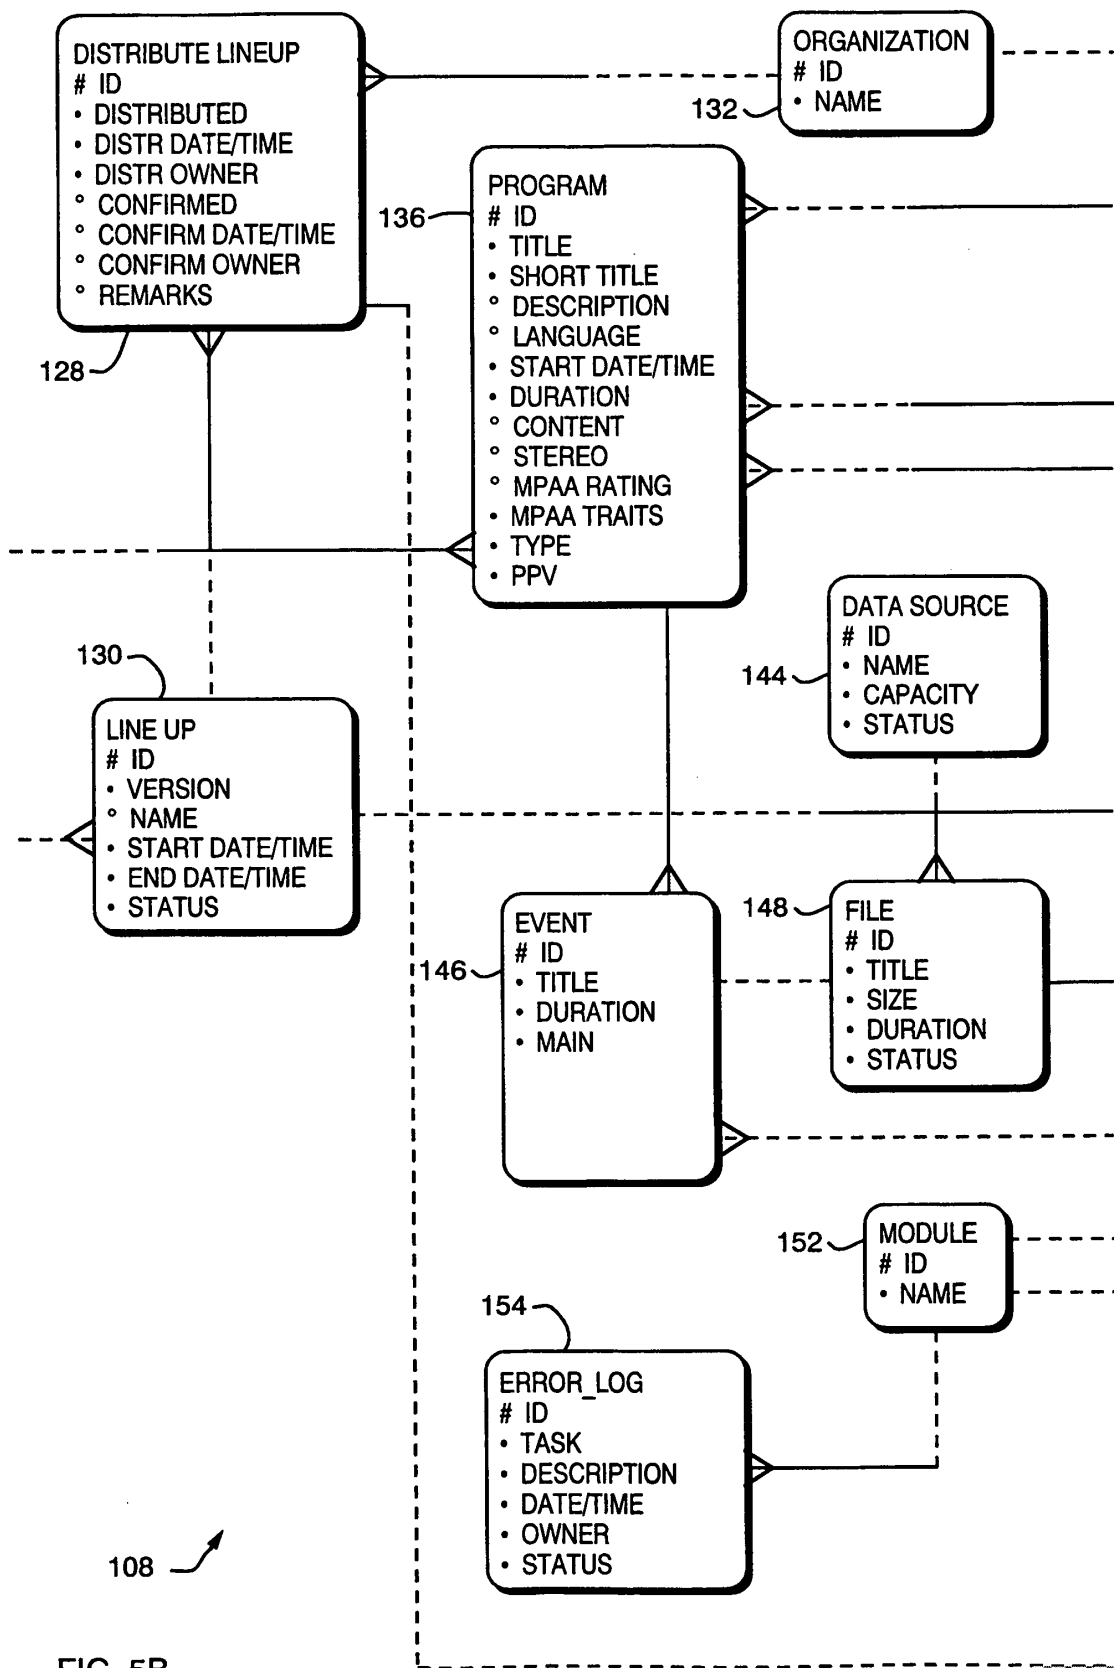 DISTRIBUTE LINEUP
# ID
• DISTRIBUTED
• DISTR DATE/TIME
• DISTR OWNER
° CONFIRMED
° CONFIRM DATE/TIME
° CONFIRM OWNER
° REMARKS
128
ORGANIZATION
# ID
• NAME
132
136
PROGRAM
# ID
• TITLE
• SHORT TITLE
° DESCRIPTION
° LANGUAGE
• START DATE/TIME
• DURATION
° CONTENT
° STEREO
° MPAA RATING
• MPAA TRAITS
• TYPE
• PPV
130
LINE UP
# ID
• VERSION
° NAME
• START DATE/TIME
• END DATE/TIME
• STATUS
144
DATA SOURCE
# ID
• NAME
• CAPACITY
• STATUS
146
EVENT
# ID
• TITLE
• DURATION
• MAIN
148
FILE
# ID
• TITLE
• SIZE
• DURATION
• STATUS
152
MODULE
# ID
• NAME
154
ERROR_LOG
# ID
• TASK
• DESCRIPTION
• DATE/TIME
• OWNER
• STATUS
108
FIG. 5B